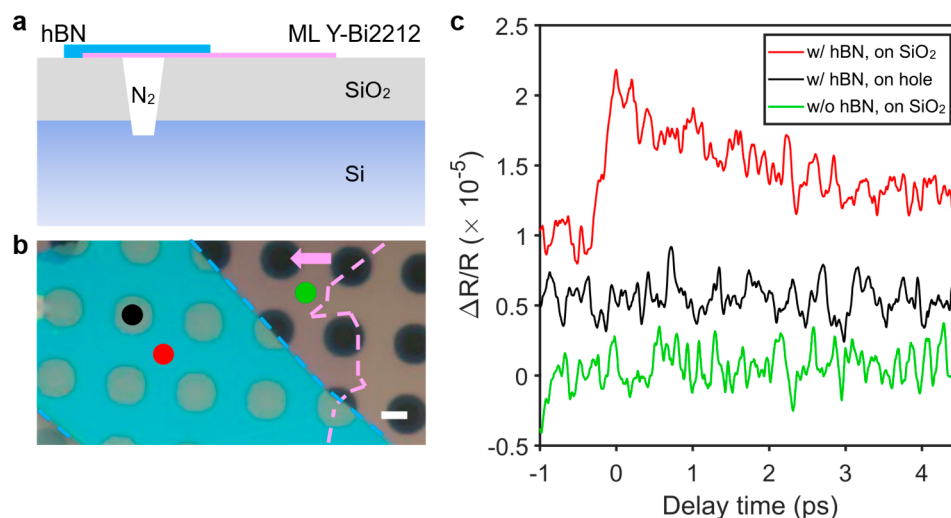 a
hBN
ML Y-Bi2212
N₂
SiO₂
Si
b
c
w/ hBN, on SiO₂
w/ hBN, on hole
w/o hBN, on SiO₂
ΔR/R ( × 10⁻⁵)
2.5
2
1.5
1
0.5
0
-0.5
-1
0
1
2
3
4
Delay time (ps)